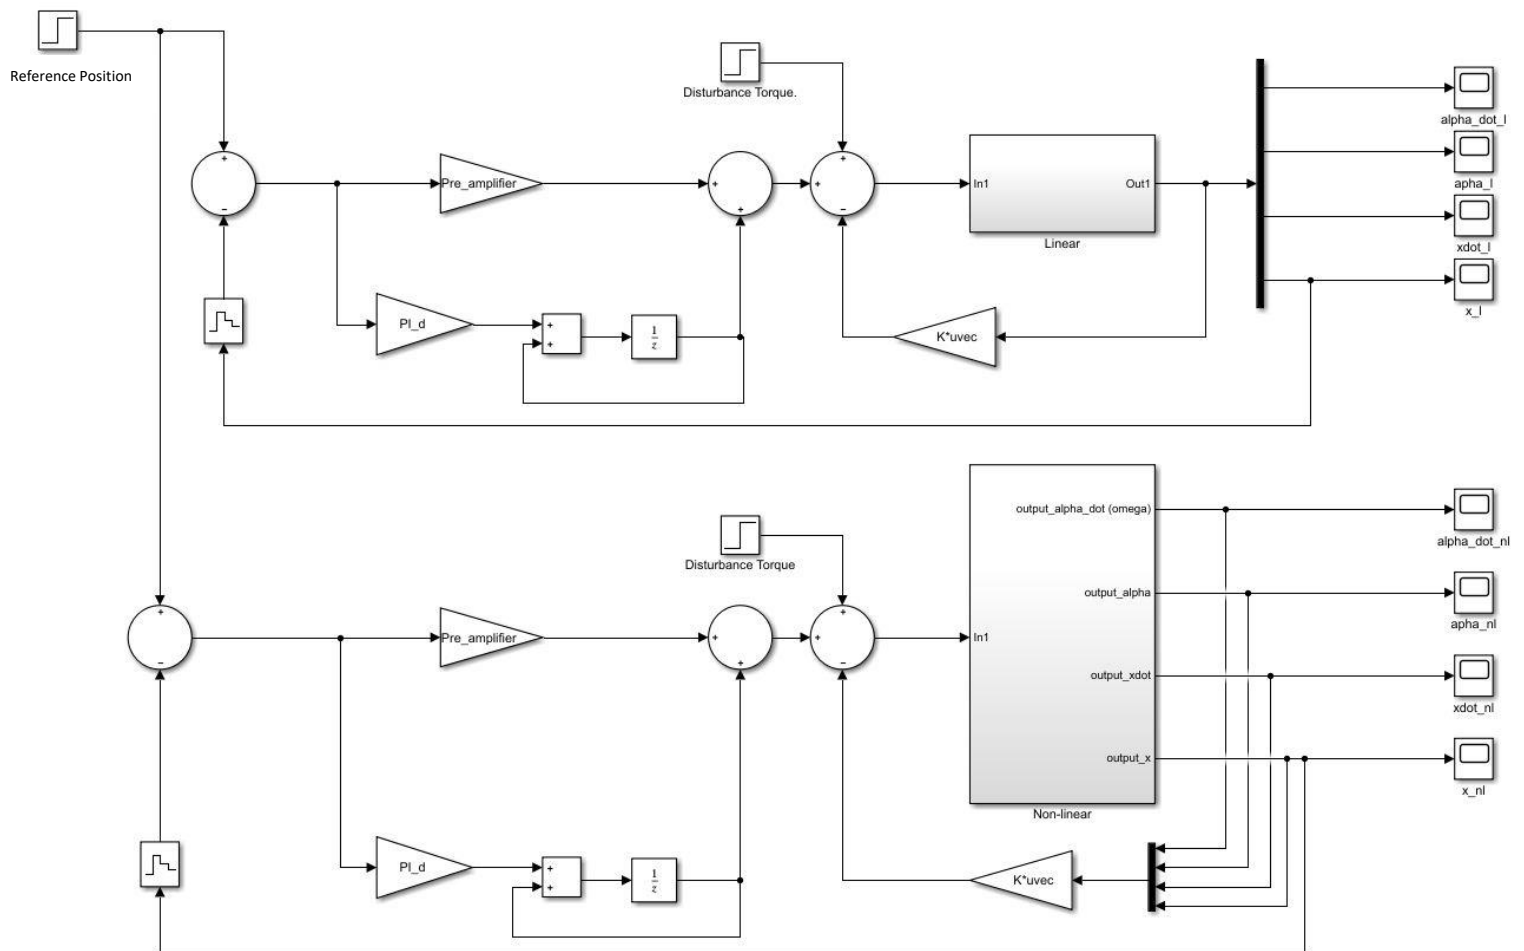 Reference Position
Disturbance Torque.
alpha_dot_l
+
Pre_amplifier
+
+
+
+
In1
Out1
apha_l
−
−
xdot_l
Linear
x_l
PI_d
+
+
1
z
K*uvec
output_alpha_dot (omega)
alpha_dot_nl
Disturbance Torque
output_alpha
apha_nl
+
Pre_amplifier
+
+
+
+
In1
−
−
output_xdot
xdot_nl
output_x
x_nl
Non-linear
PI_d
+
+
1
z
K*uvec